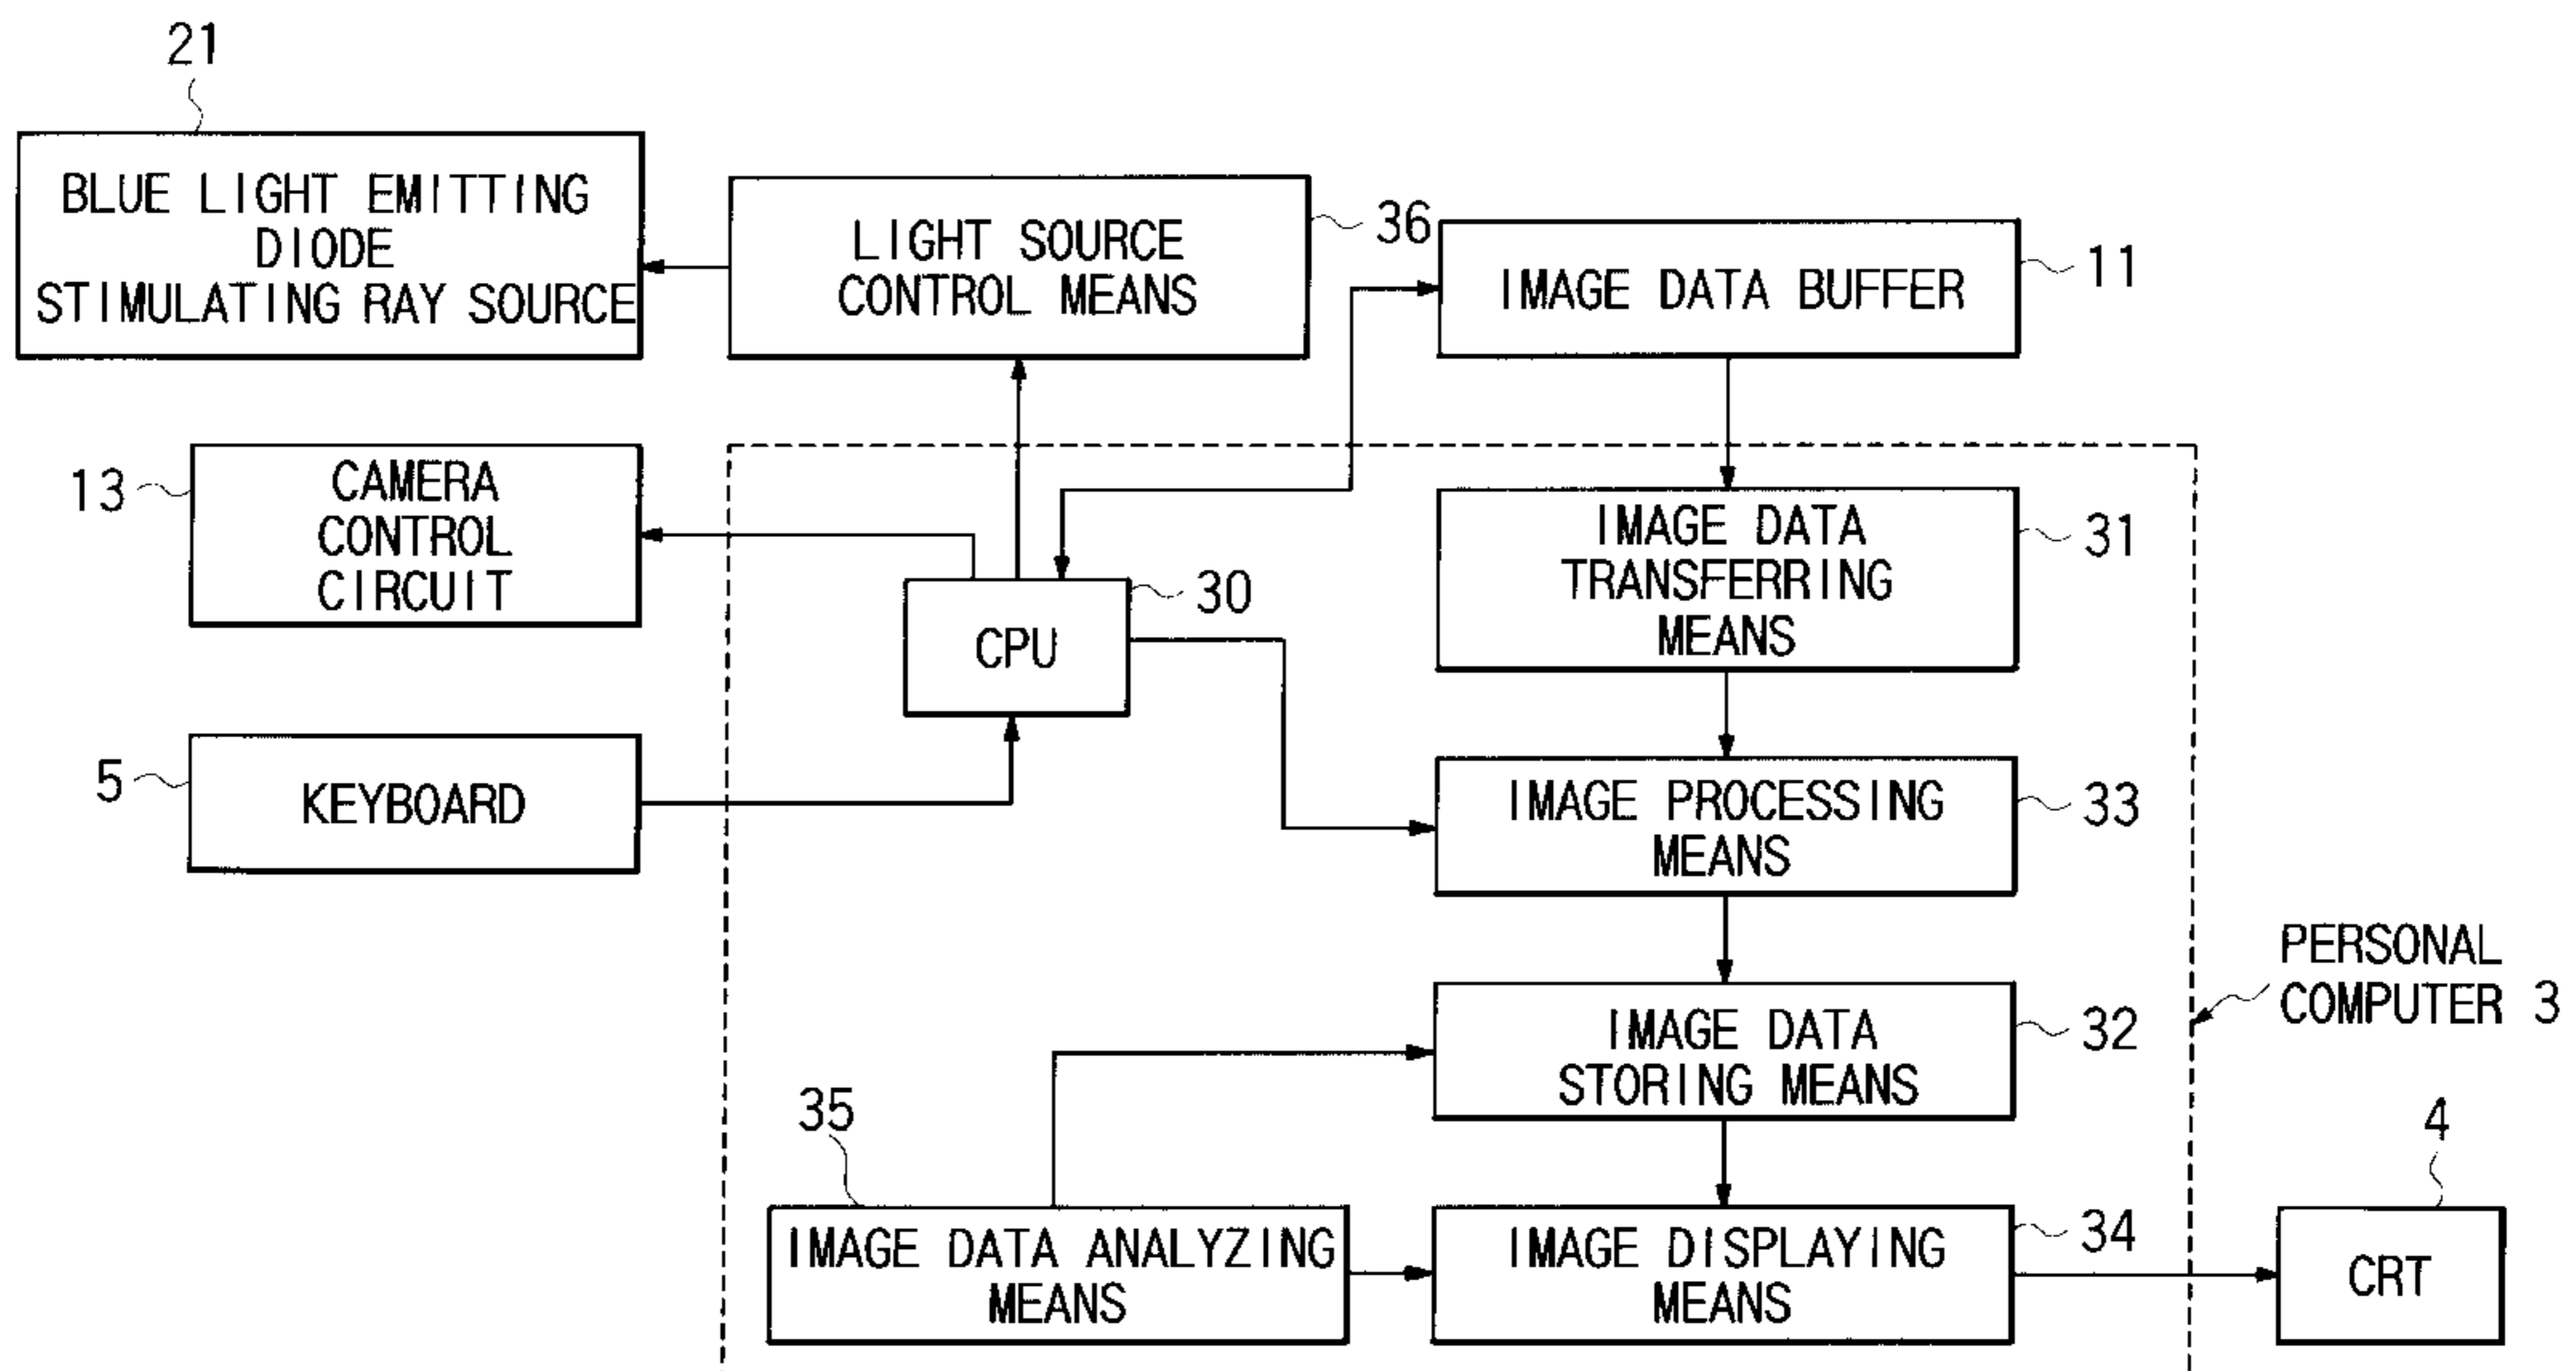 21
BLUE LIGHT EMITTING
DIODE
STIMULATING RAY SOURCE
LIGHT SOURCE
CONTROL MEANS
36
IMAGE DATA BUFFER
11
13
CAMERA
CONTROL
CIRCUIT
CPU
30
IMAGE DATA
TRANSFERRING
MEANS
31
5
KEYBOARD
IMAGE PROCESSING
MEANS
33
PERSONAL
COMPUTER 3
IMAGE DATA
STORING MEANS
32
35
IMAGE DATA ANALYZING
MEANS
IMAGE DISPLAYING
MEANS
34
4
CRT